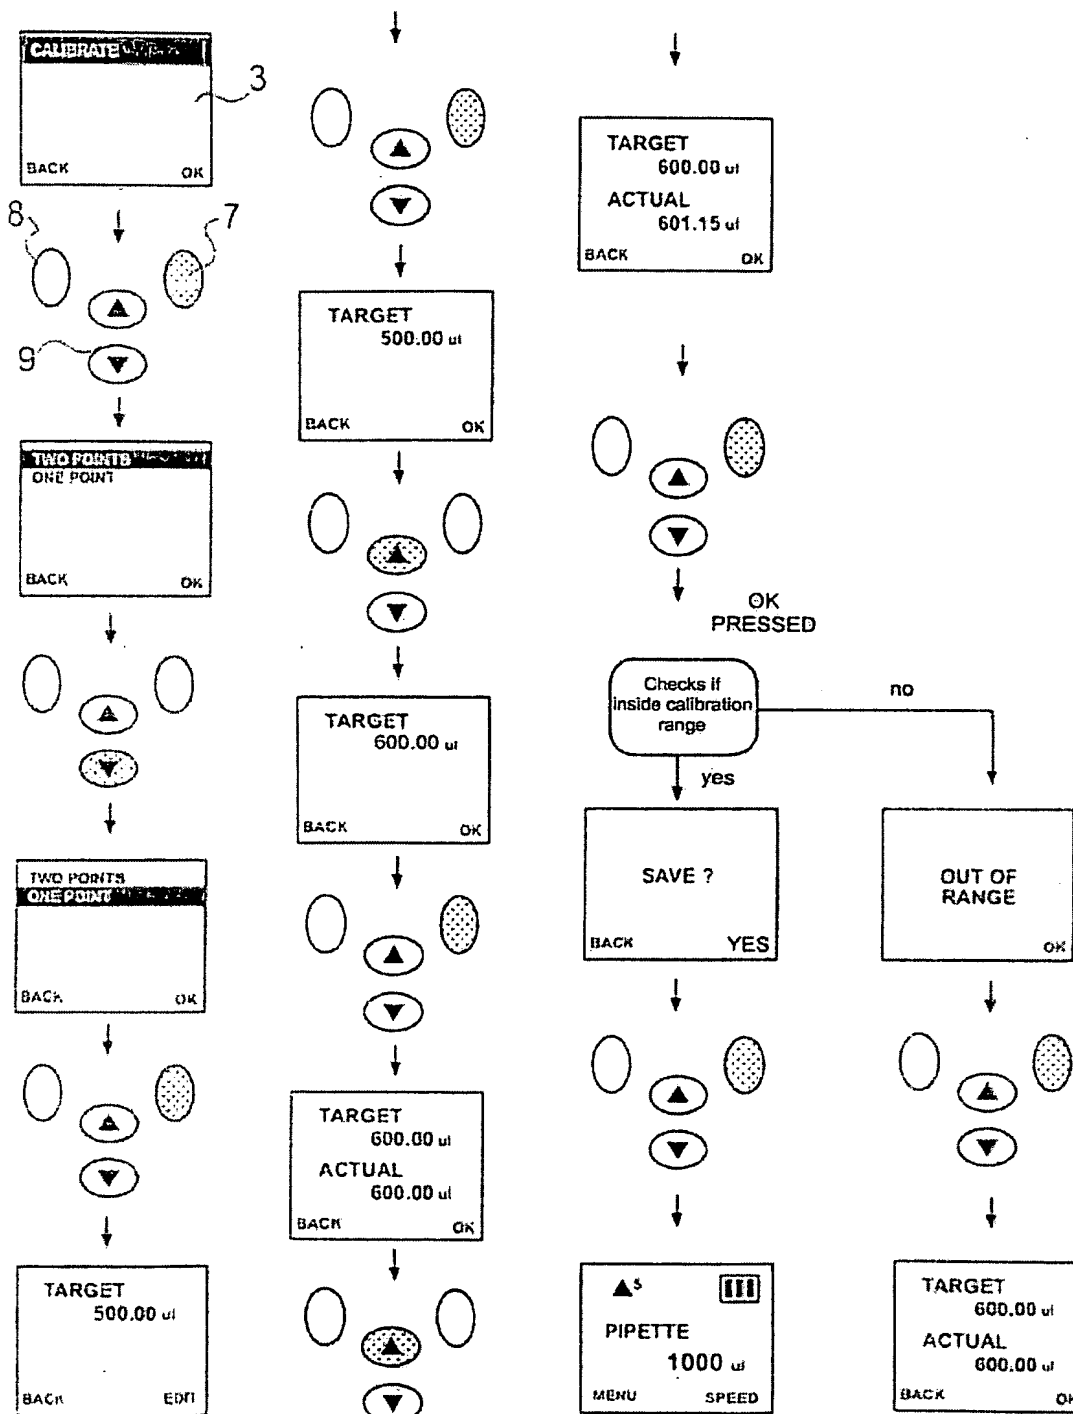 CALIBRATE
3
BACK OK
8 7
9
TWO POINTS
ONE POINT
BACK OK
TWO POINTS
ONE POINT
BACK OK
TARGET
500.00 ul
BACK EDIT
TARGET
500.00 ul
BACK OK
TARGET
600.00 ul
BACK OK
TARGET
600.00 ul
ACTUAL
600.00 ul
BACK OK
TARGET
600.00 ul
ACTUAL
601.15 ul
BACK OK
OK
PRESSED
Checks if
inside calibration
range
no
yes
SAVE ?
BACK YES
PIPETTE
5
1000 ul
MENU SPEED
OUT OF
RANGE
OK
TARGET
600.00 ul
ACTUAL
600.00 ul
BACK OK